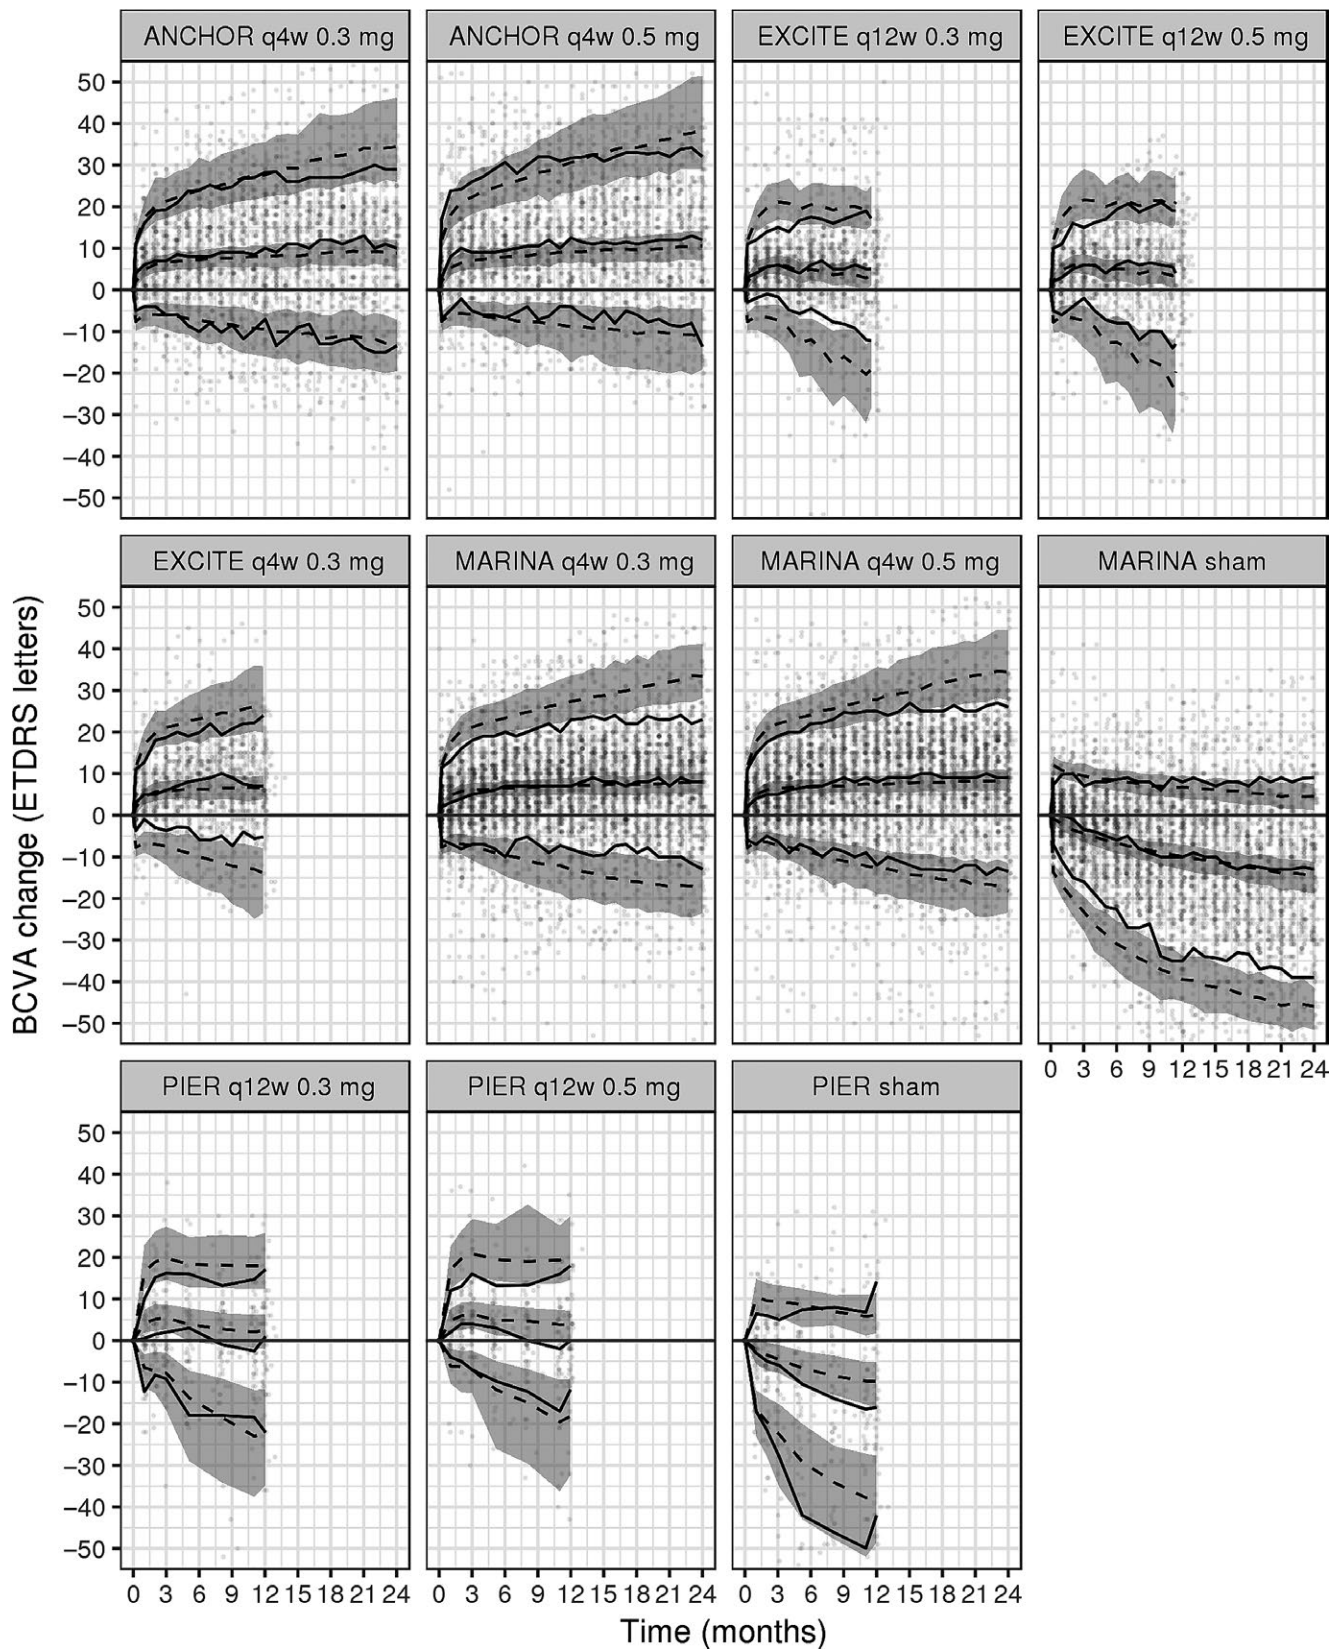 ANCHOR q4w 0.3 mg
ANCHOR q4w 0.5 mg
EXCITE q12w 0.3 mg
EXCITE q12w 0.5 mg
50
40
30
20
10
0
−10
−20
−30
−40
−50
EXCITE q4w 0.3 mg
MARINA q4w 0.3 mg
MARINA q4w 0.5 mg
MARINA sham
50
40
30
20
10
0
−10
−20
−30
−40
−50
0 3 6 9 12 15 18 21 24
BCVA change (ETDRS letters)
PIER q12w 0.3 mg
PIER q12w 0.5 mg
PIER sham
50
40
30
20
10
0
−10
−20
−30
−40
−50
0 3 6 9 12 15 18 21 24
0 3 6 9 12 15 18 21 24
0 3 6 9 12 15 18 21 24
Time (months)